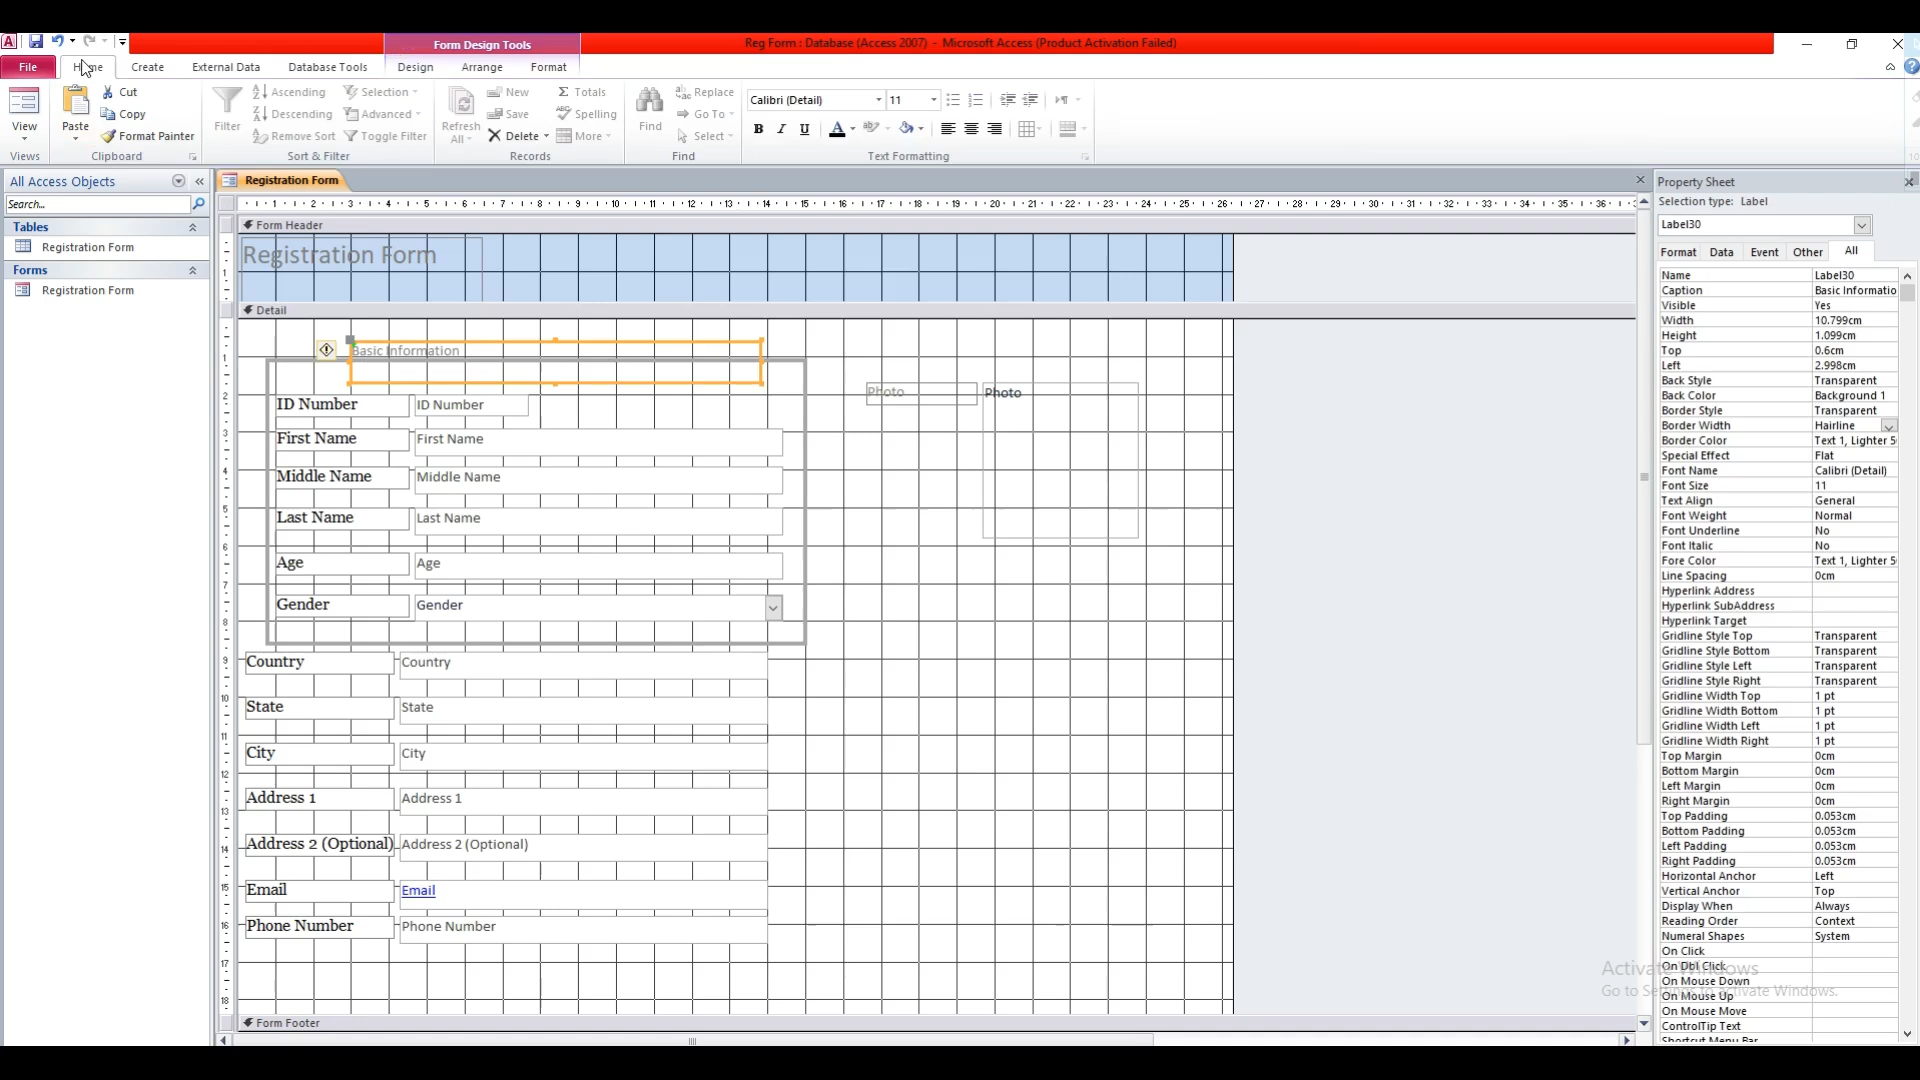 Form Design Tools
Reg Form : Database (Access 2007) - Microsoft Access (Product Activation Failed)
File
Create
External Data
Database Tools
Design
Arrange
Format
View
Views
Paste
Cut
Copy
Format Painter
Clipboard
Filter
Ascending
Descending
Remove Sort
Selection
Advanced
Toggle Filter
Sort & Filter
Refresh All
New
Save
Delete
Totals
Spelling
More
Records
Find
Replace
Go To
Select
Find
Calibri (Detail)
11
B I U A
Text Formatting
All Access Objects
Search...
Tables
Registration Form
Forms
Registration Form
Registration Form
Form Header
Registration Form
Detail
Basic Information
ID Number ID Number
First Name First Name
Middle Name Middle Name
Last Name Last Name
Age Age
Gender Gender
Photo Photo
Country Country
State State
City City
Address 1 Address 1
Address 2 (Optional) Address 2 (Optional)
Email Email
Phone Number Phone Number
Form Footer
Property Sheet
Selection type: Label
Label30
Format Data Event Other All
Name Label30
Caption Basic Informatio
Visible Yes
Width 10.799cm
Height 1.099cm
Top 0.6cm
Left 2.998cm
Back Style Transparent
Back Color Background 1
Border Style Transparent
Border Width Hairline
Border Color Text 1, Lighter 5
Special Effect Flat
Font Name Calibri (Detail)
Font Size 11
Text Align General
Font Weight Normal
Font Underline No
Font Italic No
Fore Color Text 1, Lighter 5
Line Spacing 0cm
Hyperlink Address
Hyperlink SubAddress
Hyperlink Target
Gridline Style Top Transparent
Gridline Style Bottom Transparent
Gridline Style Left Transparent
Gridline Style Right Transparent
Gridline Width Top 1 pt
Gridline Width Bottom 1 pt
Gridline Width Left 1 pt
Gridline Width Right 1 pt
Top Margin 0cm
Bottom Margin 0cm
Left Margin 0cm
Right Margin 0cm
Top Padding 0.053cm
Bottom Padding 0.053cm
Left Padding 0.053cm
Right Padding 0.053cm
Horizontal Anchor Left
Vertical Anchor Top
Display When Always
Reading Order Context
Numeral Shapes System
On Click
On Dbl Click
On Mouse Down
On Mouse Up
On Mouse Move
ControlTip Text
Shortcut Menu Bar
Activate Windows
Go to Settings to activate Windows.